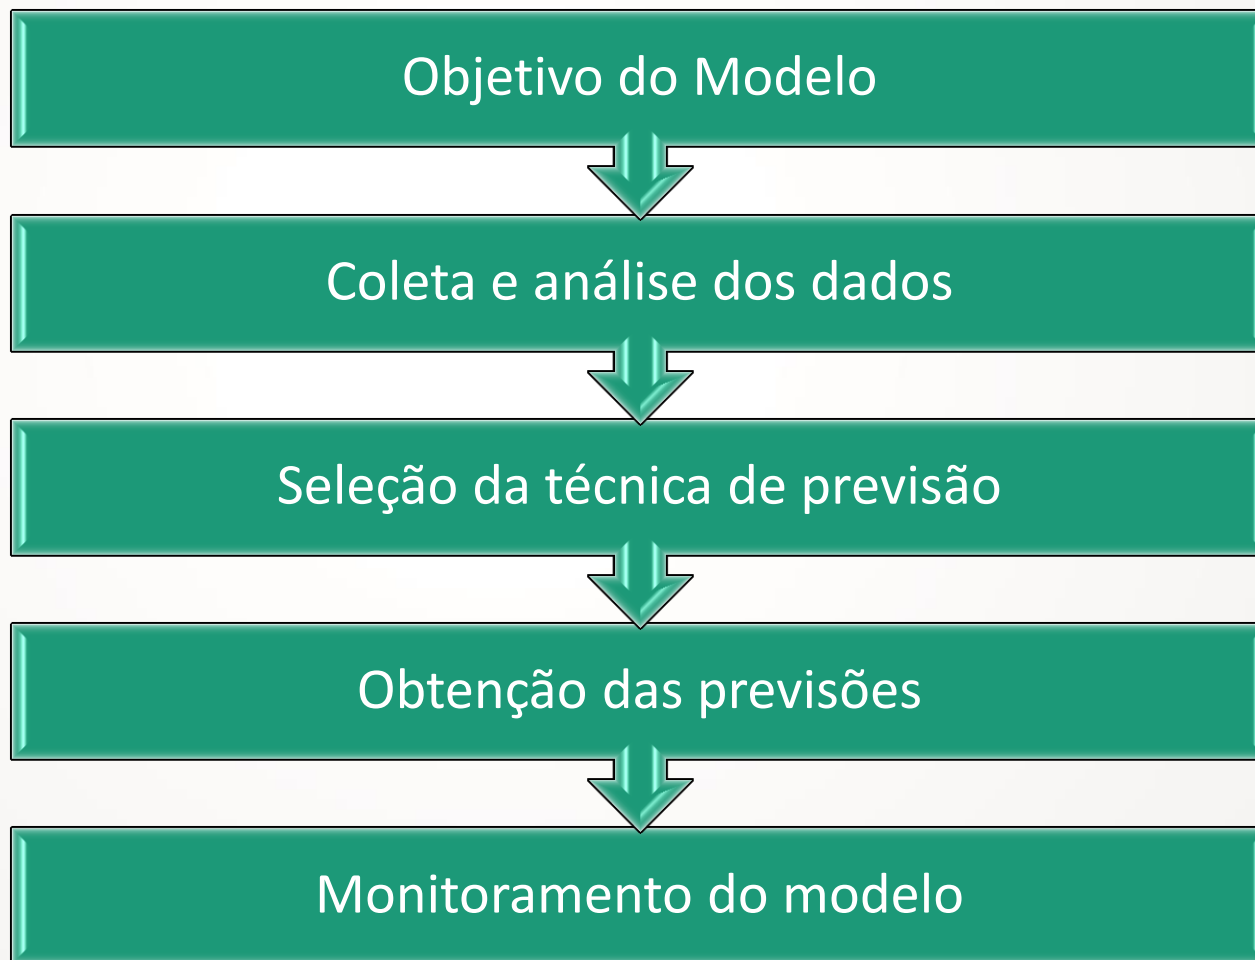 Objetivo do Modelo
Coleta e análise dos dados
Seleção da técnica de previsão
Obtenção das previsões
Monitoramento do modelo